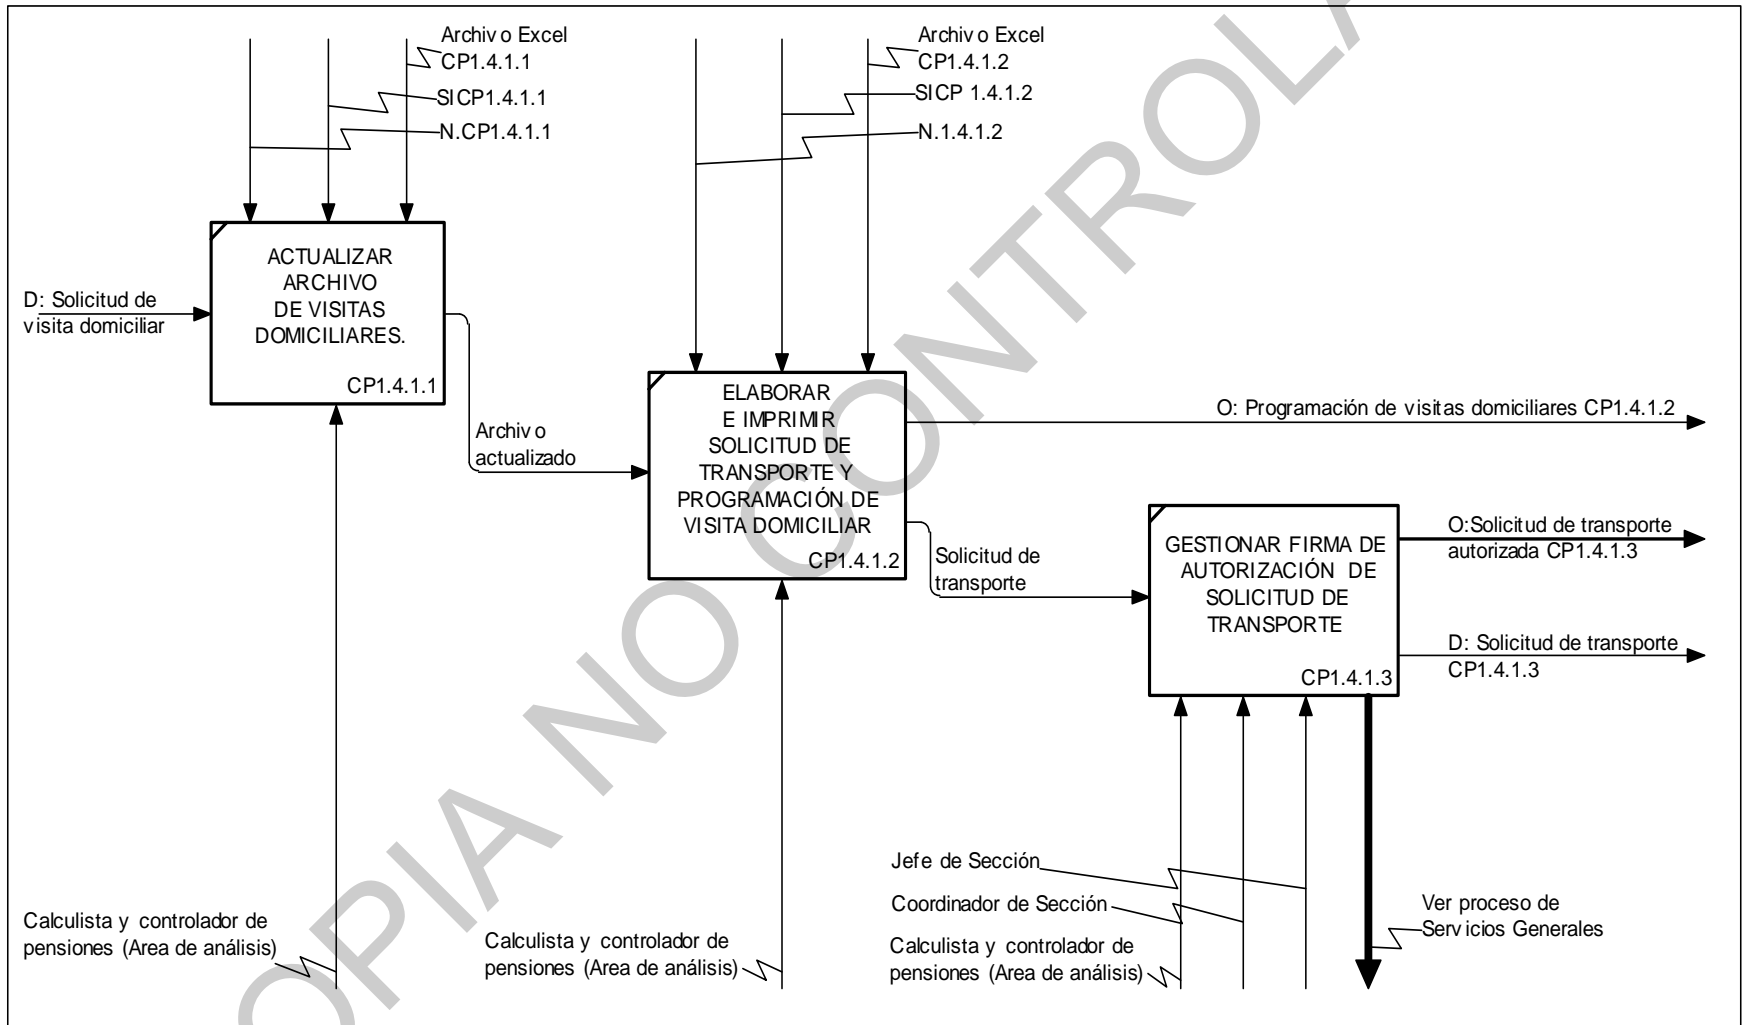 Archivo Excel
CP1.4.1.1
SICP1.4.1.1
N.CP1.4.1.1
Archivo Excel
CP1.4.1.2
SICP 1.4.1.2
N.1.4.1.2
D: Solicitud de
visita domiciliar
ACTUALIZAR
ARCHIVO
DE VISITAS
DOMICILIARES.
CP1.4.1.1
Archivo
actualizado
ELABORAR
E IMPRIMIR
SOLICITUD DE
TRANSPORTE Y
PROGRAMACIÓN DE
VISITA DOMICILIAR
CP1.4.1.2
O: Programación de visitas domiciliares CP1.4.1.2
Solicitud de
transporte
GESTIONAR FIRMA DE
AUTORIZACIÓN DE
SOLICITUD DE
TRANSPORTE
CP1.4.1.3
O:Solicitud de transporte
autorizada CP1.4.1.3
D: Solicitud de transporte
CP1.4.1.3
Calculista y controlador de
pensiones (Area de análisis)
Calculista y controlador de
pensiones (Area de análisis)
Jefe de Sección
Coordinador de Sección
Calculista y controlador de
pensiones (Area de análisis)
Ver proceso de
Servicios Generales
OPIA NO CONTROLA